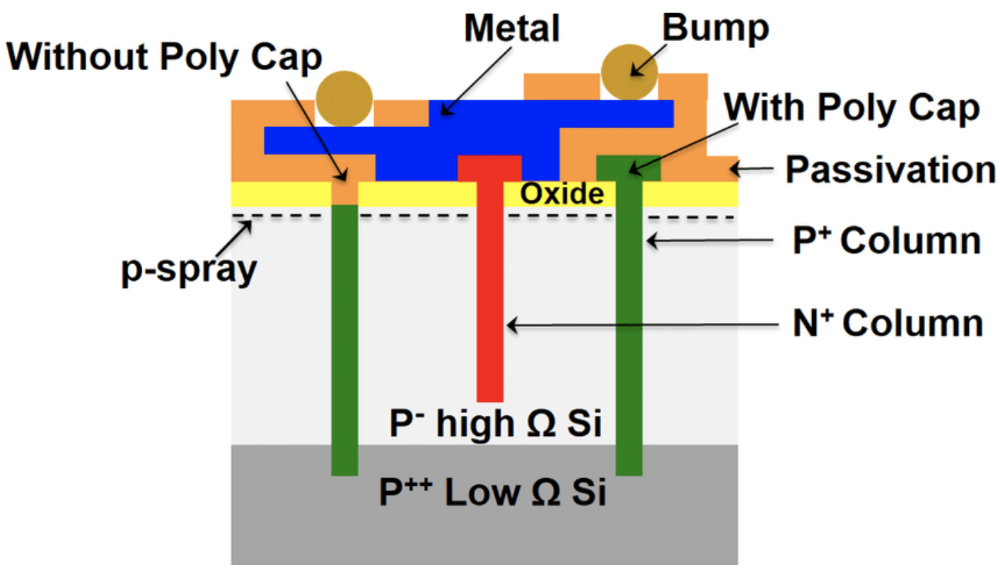 Metal
Bump
Without Poly Cap
With Poly Cap
Passivation
Oxide
p-spray
P⁺ Column
N⁺ Column
P⁻ high Ω Si
P⁺⁺ Low Ω Si